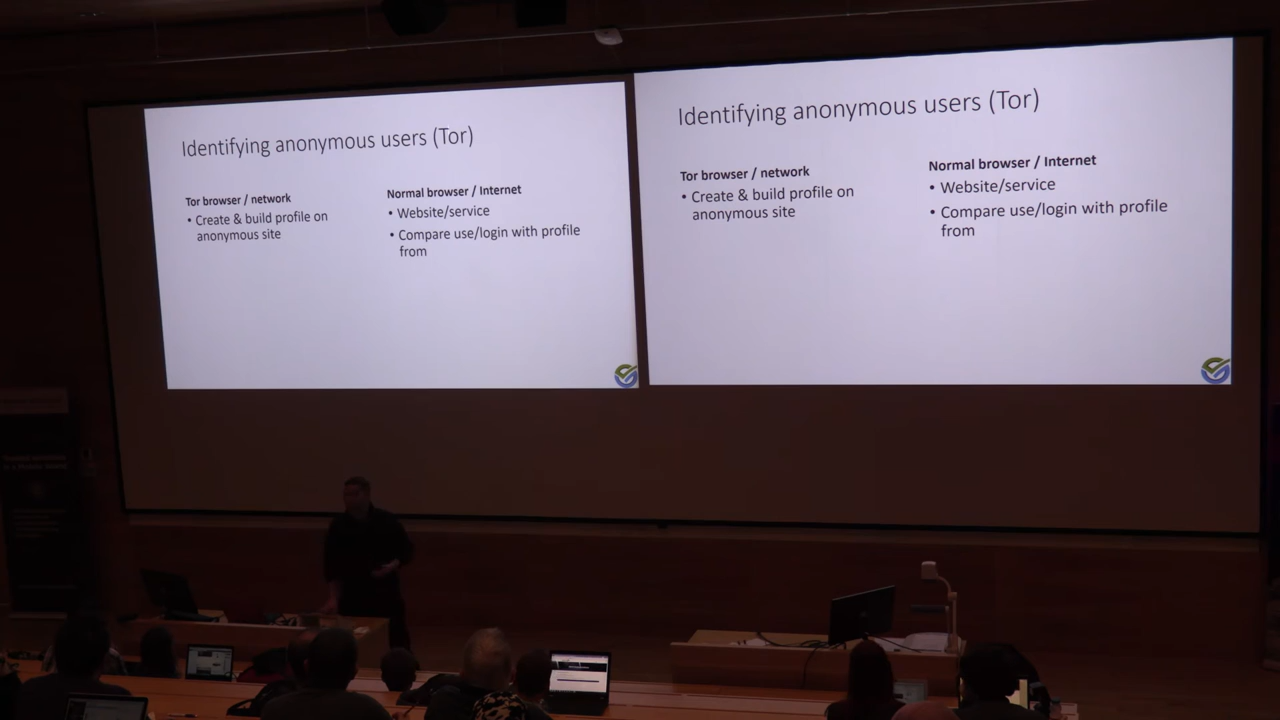 Identifying anonymous users (Tor)
Tor browser / network
• Create & build profile on
anonymous site
Normal browser / Internet
• Website/service
• Compare use/login with profile
from
Identifying anonymous users (Tor)
Tor browser / network
• Create & build profile on
anonymous site
Normal browser / Internet
• Website/service
• Compare use/login with profile
from